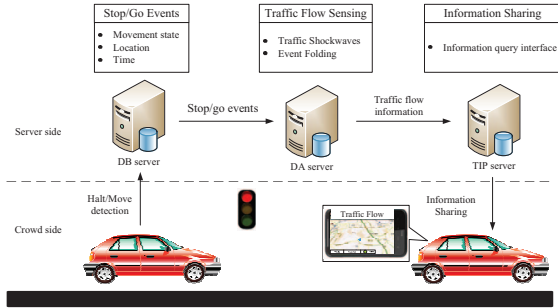 Stop/Go Events
• Movement state
• Location
• Time
Traffic Flow Sensing
• Traffic Shockwaves
• Event Folding
Information Sharing
• Information query interface
Server side
Stop/go events
Traffic flow
information
DB server
DA server
TIP server
Crowd side
Halt/Move
detection
Traffic Flow
Information
Sharing